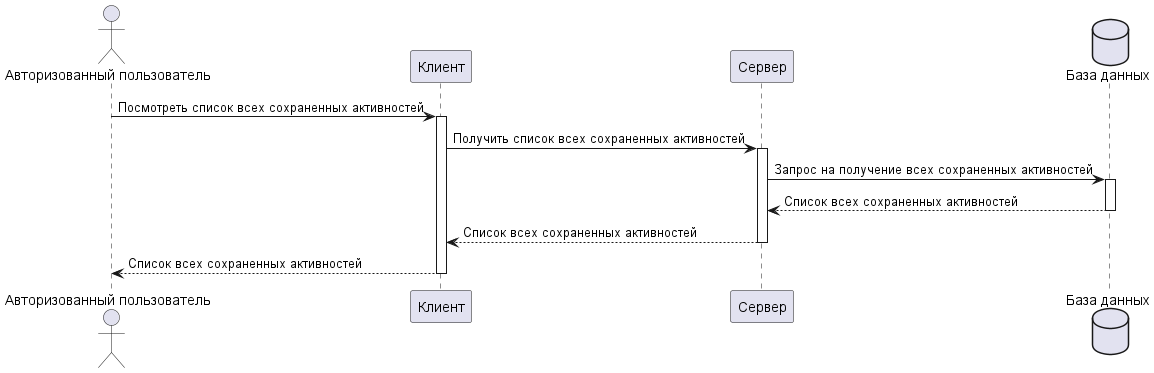 Авторизованный пользователь
Клиент
Сервер
База данных
Посмотреть список всех сохраненных активностей
Получить список всех сохраненных активностей
Запрос на получение всех сохраненных активностей
Список всех сохраненных активностей
Список всех сохраненных активностей
Список всех сохраненных активностей
Авторизованный пользователь
Клиент
Сервер
База данных